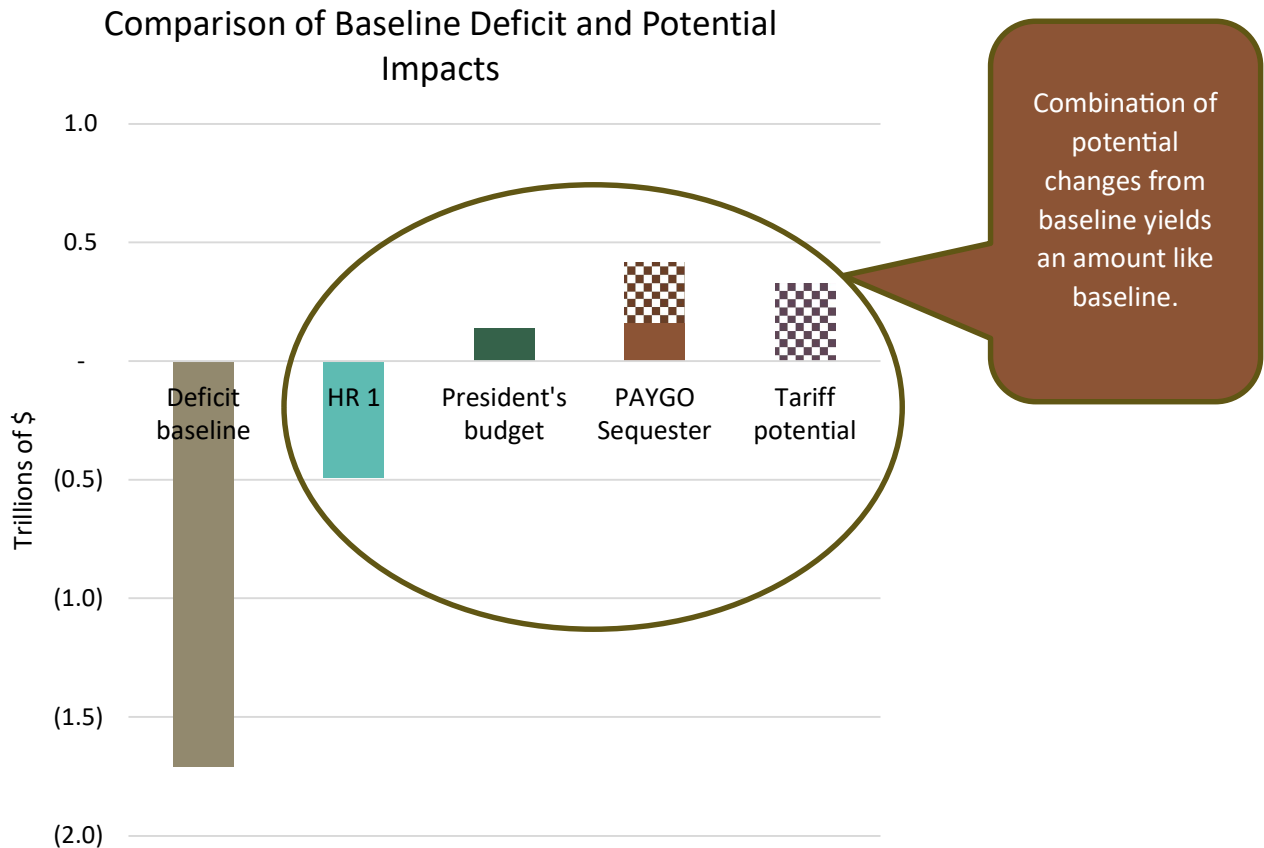 Comparison of Baseline Deficit and Potential
Impacts
Combination of
potential
changes from
baseline yields
an amount like
baseline.
Trillions of $
1.0
0.5
-
(0.5)
(1.0)
(1.5)
(2.0)
Deficit
baseline
HR 1
President's
budget
PAYGO
Sequester
Tariff
potential